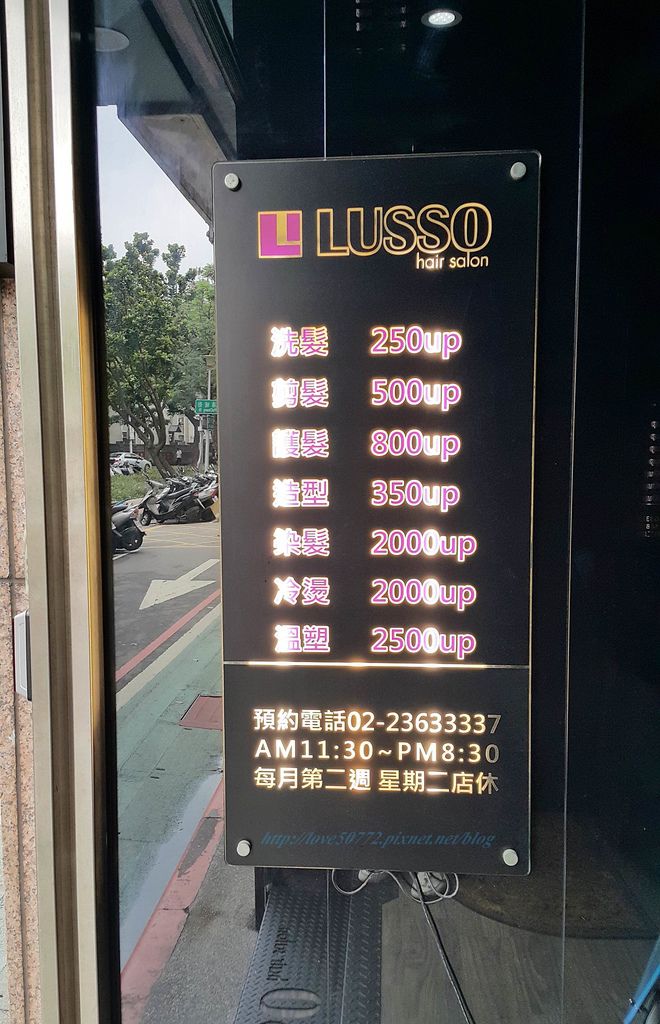 L LUSSO
hair salon
洗髮 250up
剪髮 500up
護髮 800up
造型 350up
染髮 2000up
冷燙 2000up
溫塑 2500up
預約電話02-23633337
AM11:30~PM8:30
每月第二週 星期二店休
http://love50772.pixnet.net/blog